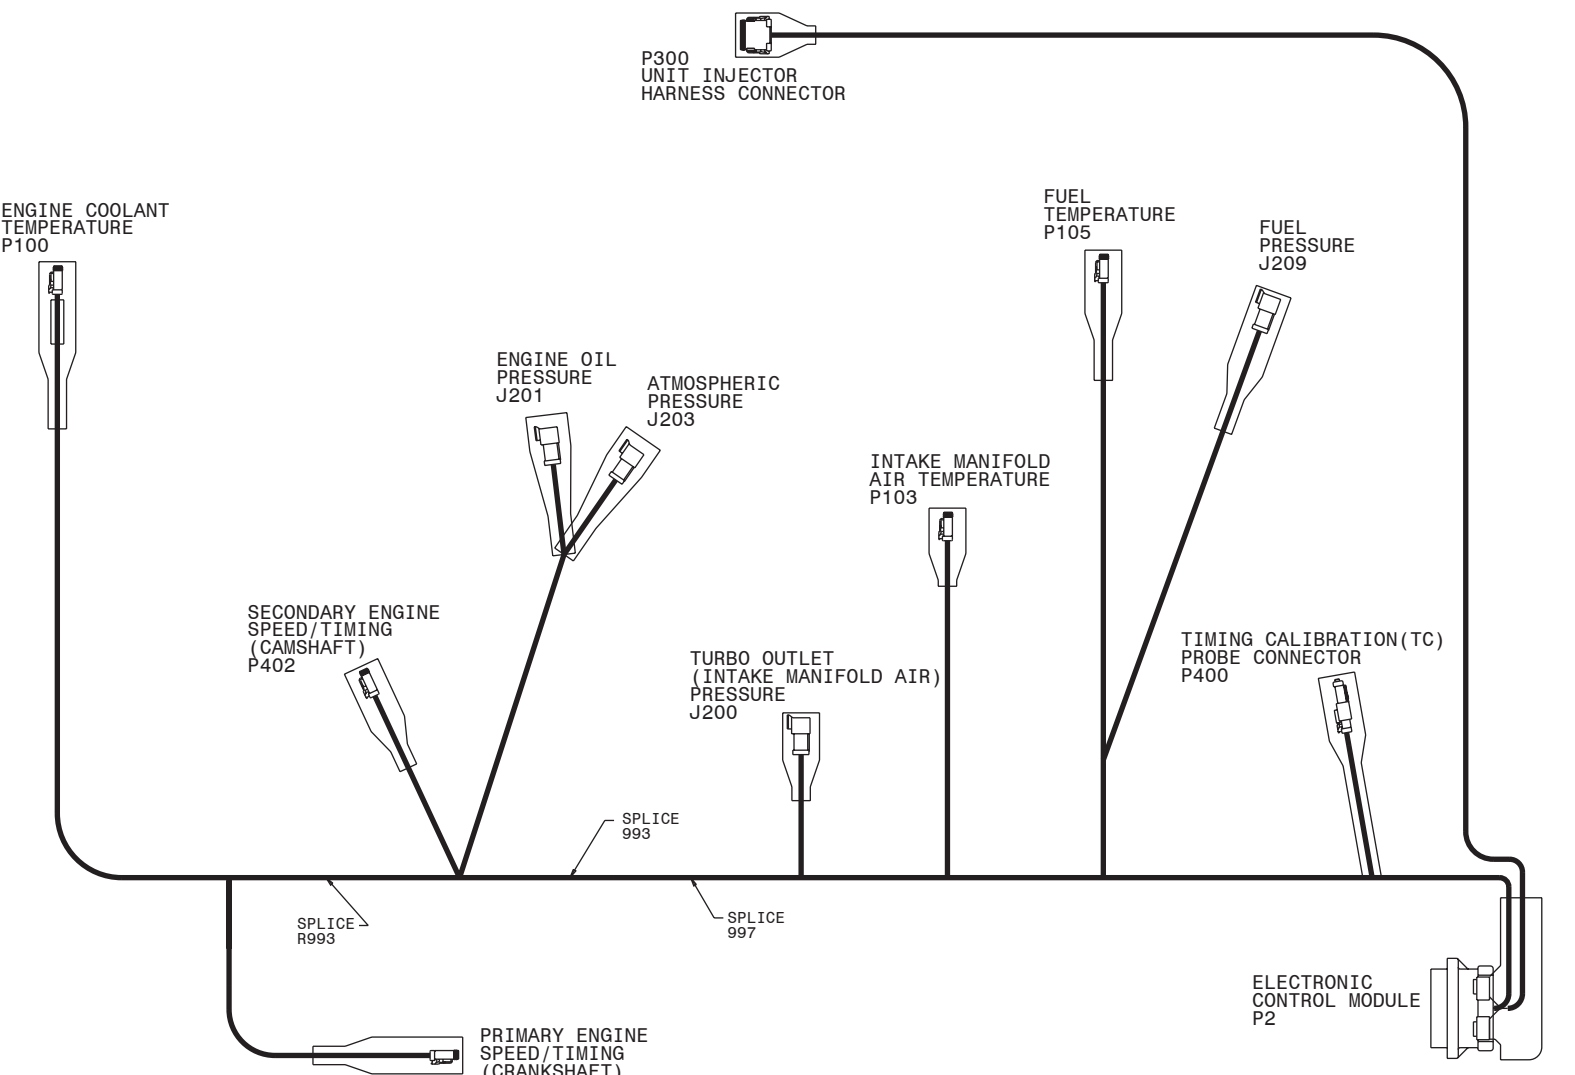 P300
UNIT INJECTOR
HARNESS CONNECTOR
ENGINE COOLANT
TEMPERATURE
P100
FUEL
TEMPERATURE
P105
FUEL
PRESSURE
J209
ENGINE OIL
PRESSURE
J201
ATMOSPHERIC
PRESSURE
J203
INTAKE MANIFOLD
AIR TEMPERATURE
P103
SECONDARY ENGINE
SPEED/TIMING
(CAMSHAFT)
P402
TURBO OUTLET
(INTAKE MANIFOLD AIR)
PRESSURE
J200
TIMING CALIBRATION(TC)
PROBE CONNECTOR
P400
SPLICE
993
SPLICE
R993
SPLICE
997
ELECTRONIC
CONTROL MODULE
P2
PRIMARY ENGINE
SPEED/TIMING
(CRANKSHAFT)